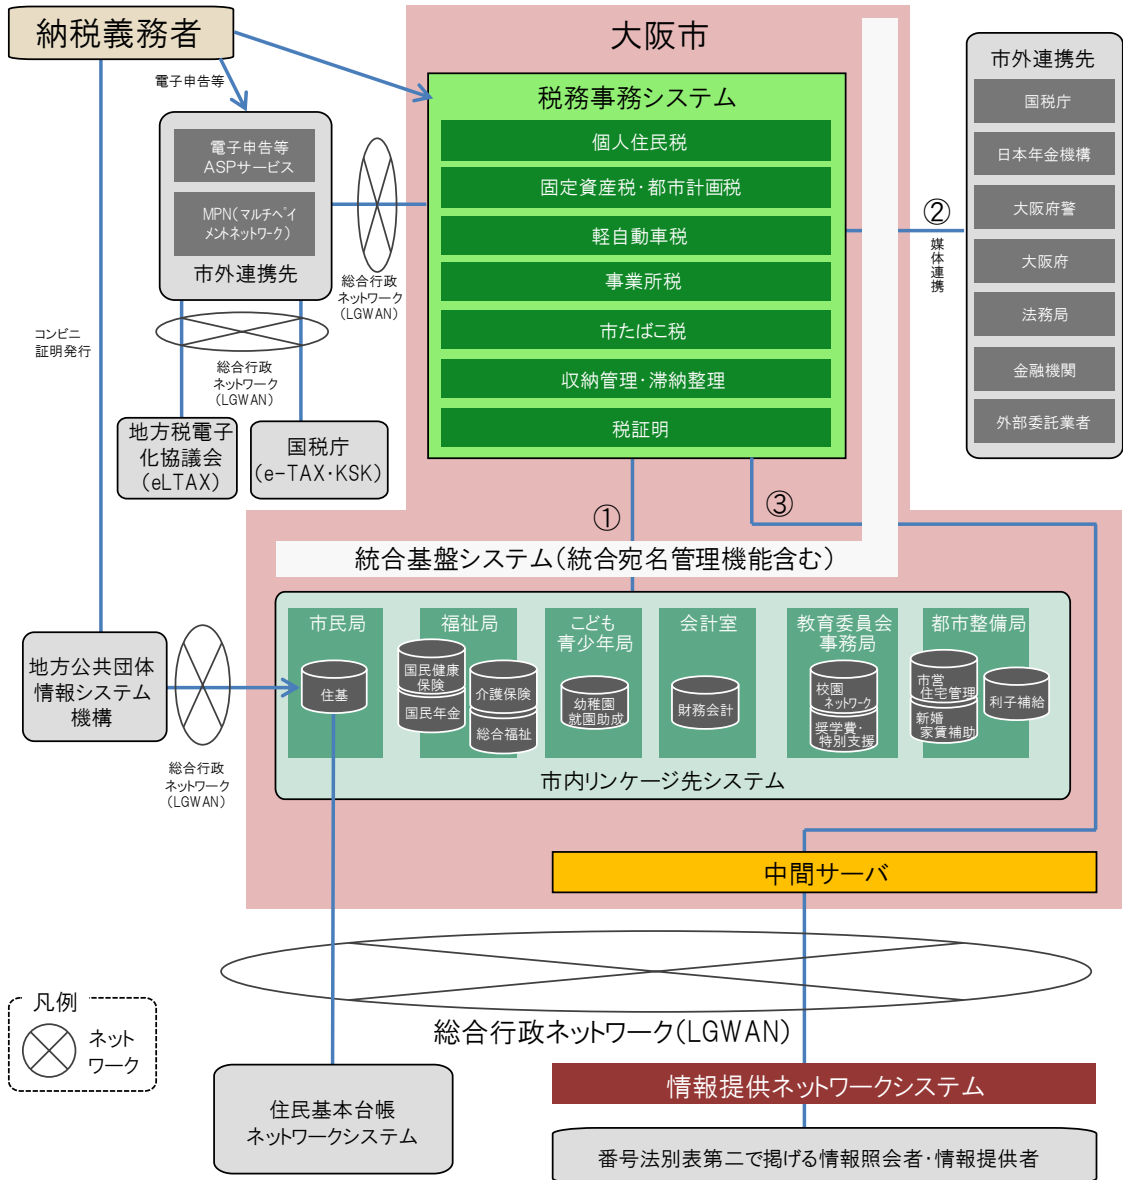 納税義務者
電子申告等
電子申告等
ASPサービス
MPN(マルチペイ
メントネットワーク)
市外連携先
総合行政
ネットワーク
(LGWAN)
総合行政
ネットワーク
(LGWAN)
コンビニ
証明発行
地方税電子
化協議会
(eLTAX)
国税庁
(e-TAX・KSK)
大阪市
税務事務システム
個人住民税
固定資産税・都市計画税
軽自動車税
事業所税
市たばこ税
収納管理・滞納整理
税証明
②
媒体連携
市外連携先
国税庁
日本年金機構
大阪府警
大阪府
法務局
金融機関
外部委託業者
①
③
統合基盤システム(統合宛名管理機能含む)
市民局
住基
福祉局
国民健康
保険
国民年金
介護保険
総合福祉
こども
青少年局
幼稚園
就園助成
会計室
財務会計
教育委員会
事務局
校園
ネットワーク
奨学費・
特別支援
都市整備局
市営
住宅管理
新婚
家賃補助
利子補給
市内リンケージ先システム
地方公共団体
情報システム
機構
総合行政
ネットワーク
(LGWAN)
中間サーバ
総合行政ネットワーク(LGWAN)
凡例
ネット
ワーク
住民基本台帳
ネットワークシステム
情報提供ネットワークシステム
番号法別表第二で掲げる情報照会者・情報提供者